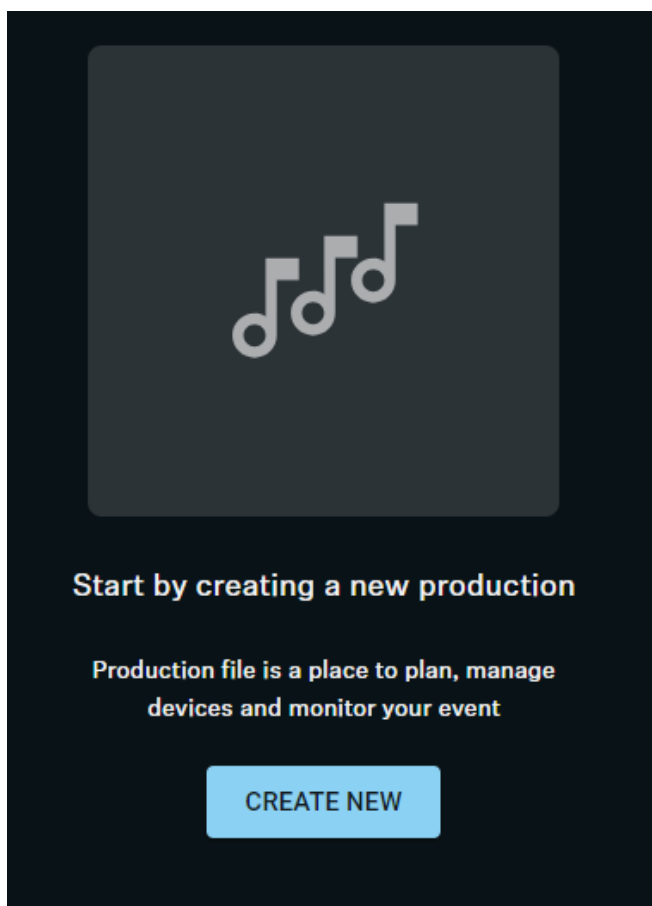 Start by creating a new production
Production file is a place to plan, manage
devices and monitor your event
CREATE NEW